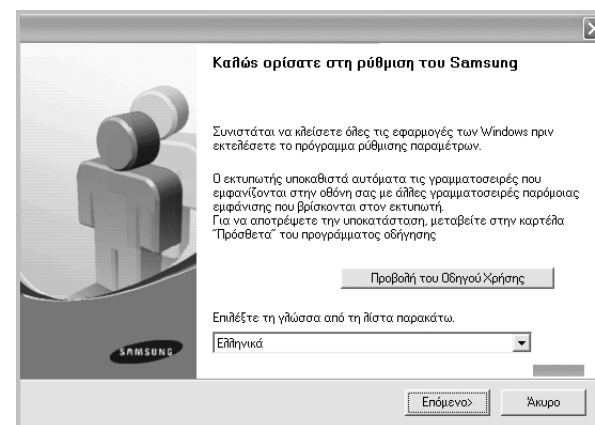 Καλώς ορίσατε στη ρύθμιση του Samsung
Συνιστάται να κλείσετε όλες τις εφαρμογές των Windows πριν
εκτελέσετε το πρόγραμμα ρύθμισης παραμέτρων.
Ο εκτυπωτής υποκαθιστά αυτόματα τις γραμματοσειρές που
εμφανίζονται στην οθόνη σας με άλλες γραμματοσειρές παρόμοιας
εμφάνισης που βρίσκονται στον εκτυπωτή.
Για να αποτρέψετε την υποκατάσταση, μεταβείτε στην καρτέλα
"Πρόσθετα" του προγράμματος οδήγησης
Προβολή του Οδηγού Χρήσης
Επιλέξτε τη γλώσσα από τη λίστα παρακάτω.
Ελληνικά
SAMSUNG
Επόμενο>
Άκυρο